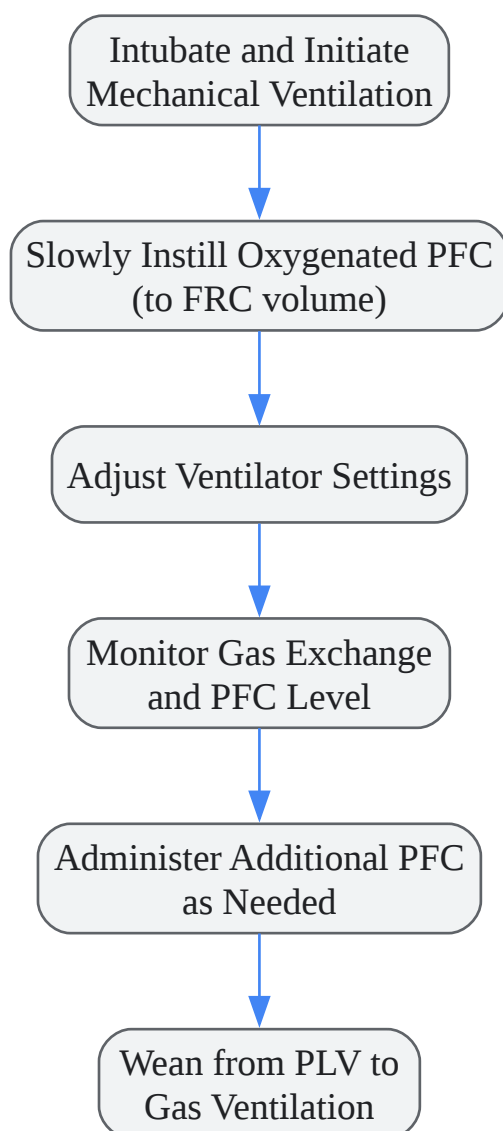 Intubate and Initiate
Mechanical Ventilation
Slowly Instill Oxygenated PFC
(to FRC volume)
Adjust Ventilator Settings
Monitor Gas Exchange
and PFC Level
Administer Additional PFC
as Needed
Wean from PLV to
Gas Ventilation